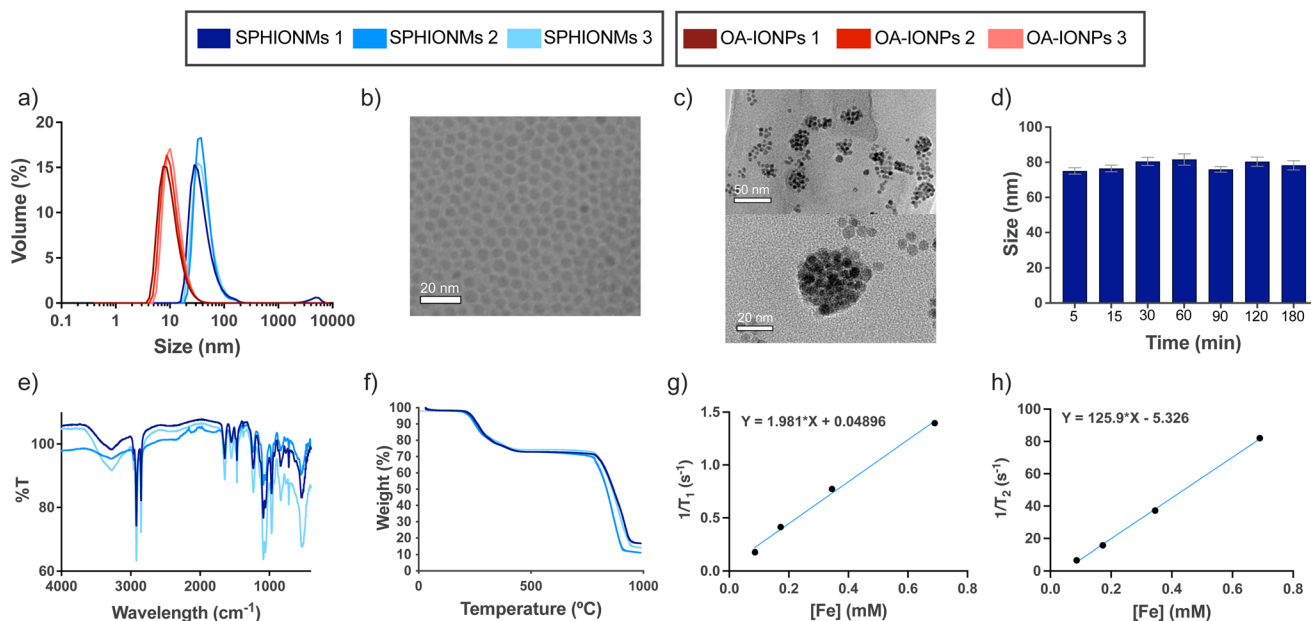 SPHIONMs 1 SPHIONMs 2 SPHIONMs 3
OA-IONPs 1 OA-IONPs 2 OA-IONPs 3
a)
Volume (%)
20
15
10
5
0
0.1 1 10 100 1000 10000
Size (nm)
b)
20 nm
c)
50 nm
20 nm
d)
Size (nm)
100
80
60
40
20
0
5 15 30 60 90 120 180
Time (min)
e)
%T
100
80
60
4000 3000 2000 1000
Wavelength (cm-1)
f)
Weight (%)
100
90
80
70
60
50
40
30
20
10
0
0 500 1000
Temperature (ºC)
g)
Y = 1.981*X + 0.04896
1/T1 (s-1)
1.5
1.0
0.5
0.0
0.0 0.2 0.4 0.6 0.8
[Fe] (mM)
h)
Y = 125.9*X - 5.326
1/T2 (s-1)
100
80
60
40
20
0
0.0 0.2 0.4 0.6 0.8
[Fe] (mM)